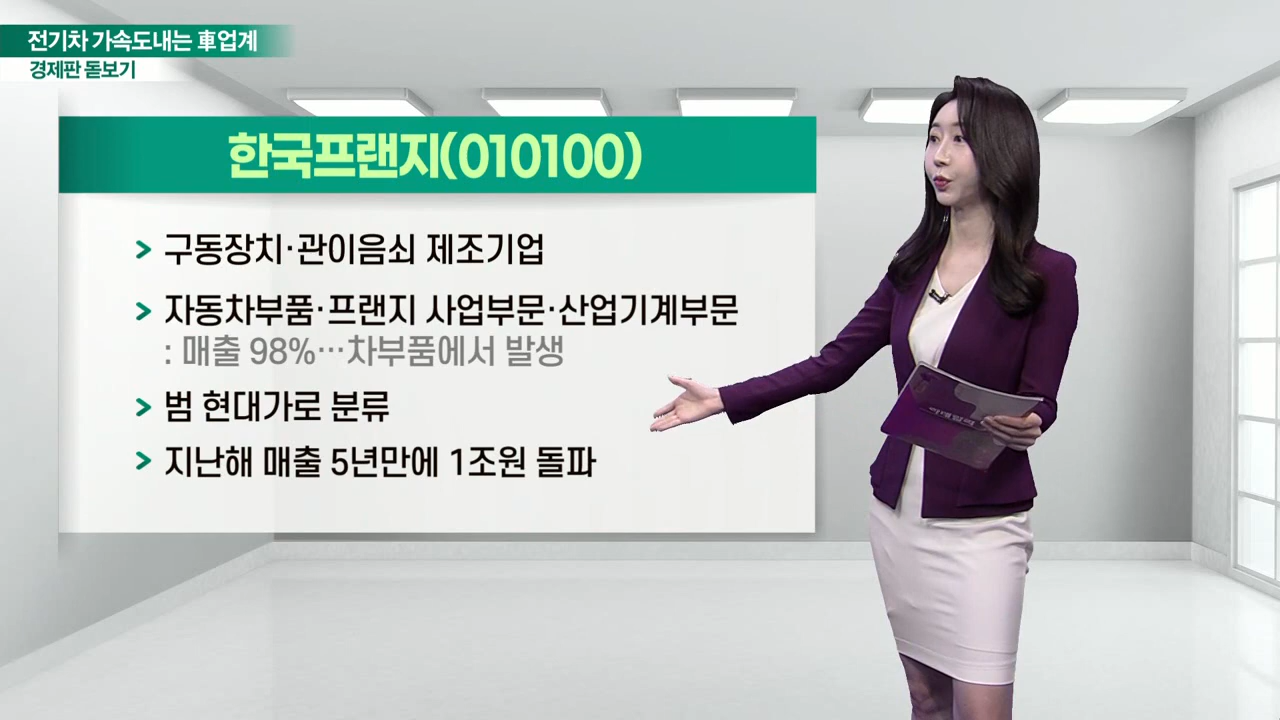 전기차 가속도내는 車업계
경제판 돋보기
한국프랜지(010100)
> 구동장치·관이음쇠 제조기업
> 자동차부품·프랜지 사업부문·산업기계부문
: 매출 98%…차부품에서 발생
> 범 현대가로 분류
> 지난해 매출 5년만에 1조원 돌파